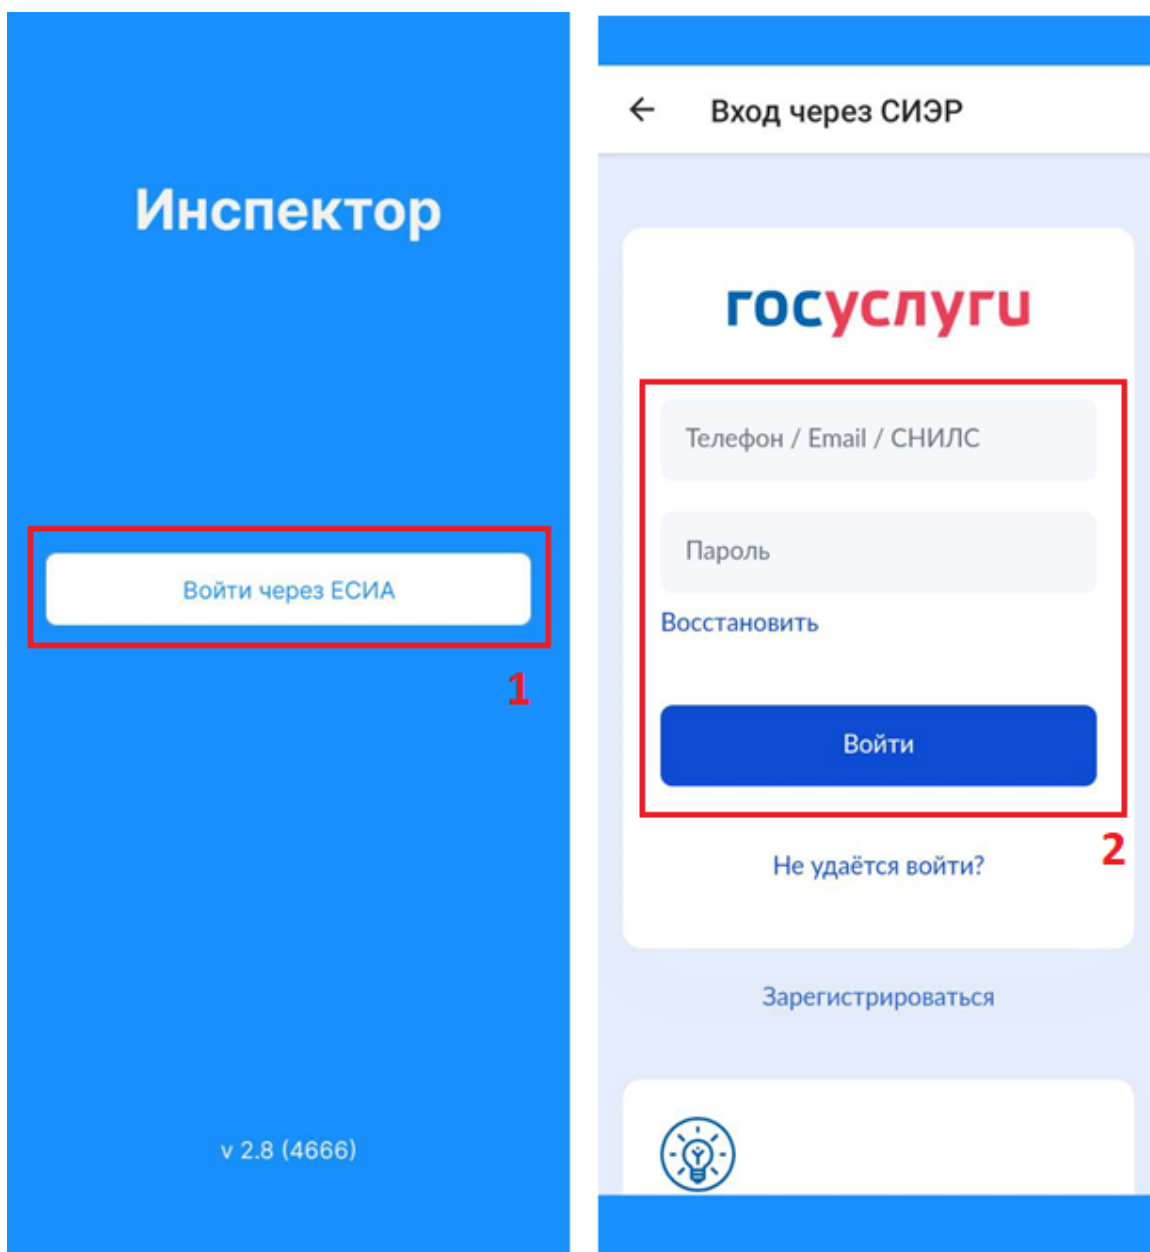 Инспектор
Войти через ЕСИА
1
v 2.8 (4666)
Вход через СИЭР
госуслуги
Телефон / Email / СНИЛС
Пароль
Восстановить
Войти
2
Не удаётся войти?
Зарегистрироваться